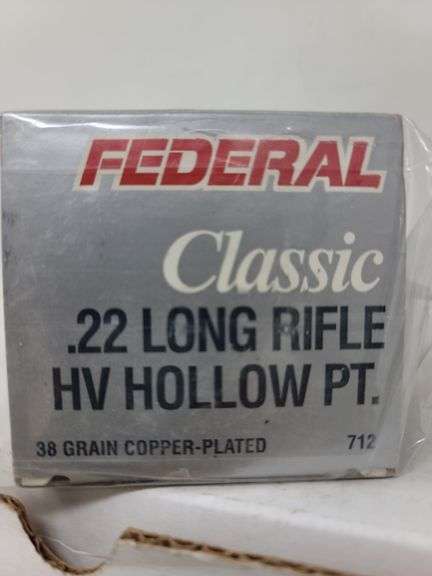 FEDERAL
Classic
.22 LONG RIFLE
HV HOLLOW PT.
38 GRAIN COPPER-PLATED 712